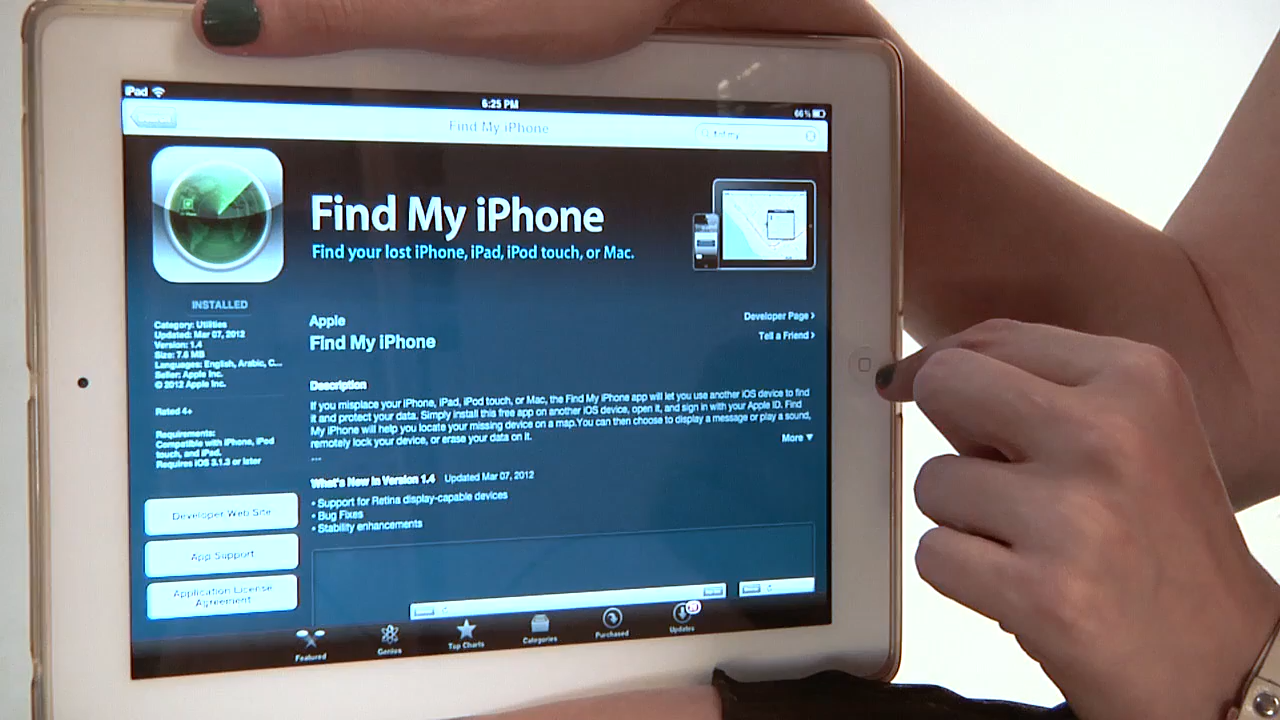 iPad
6:25 PM
66%
Find My iPhone
Find My iPhone
Find your lost iPhone, iPad, iPod touch, or Mac.
INSTALLED
Category: Utilities
Updated: Mar 07, 2012
Version: 1.4
Size: 7.6 MB
Languages: English, Arabic, C...
Seller: Apple Inc.
© 2012 Apple Inc.
Rated 4+
Requirements:
Compatible with iPhone, iPod
touch, and iPad.
Requires iOS 3.1.3 or later
Developer Web Site
App Support
Application License
Agreement
Apple
Find My iPhone
Developer Page
Tell a Friend
Description
If you misplace your iPhone, iPad, iPod touch, or Mac, the Find My iPhone app will let you use another iOS device to find
it and protect your data. Simply install this free app on another iOS device, open it, and sign in with your Apple ID. Find
My iPhone will help you locate your missing device on a map.You can then choose to display a message or play a sound,
remotely lock your device, or erase your data on it.
...
More ▼
What's New in Version 1.4 Updated Mar 07, 2012
• Support for Retina display-capable devices
• Bug Fixes
• Stability enhancements
Featured
Genius
Top Charts
Categories
Purchased
Updates